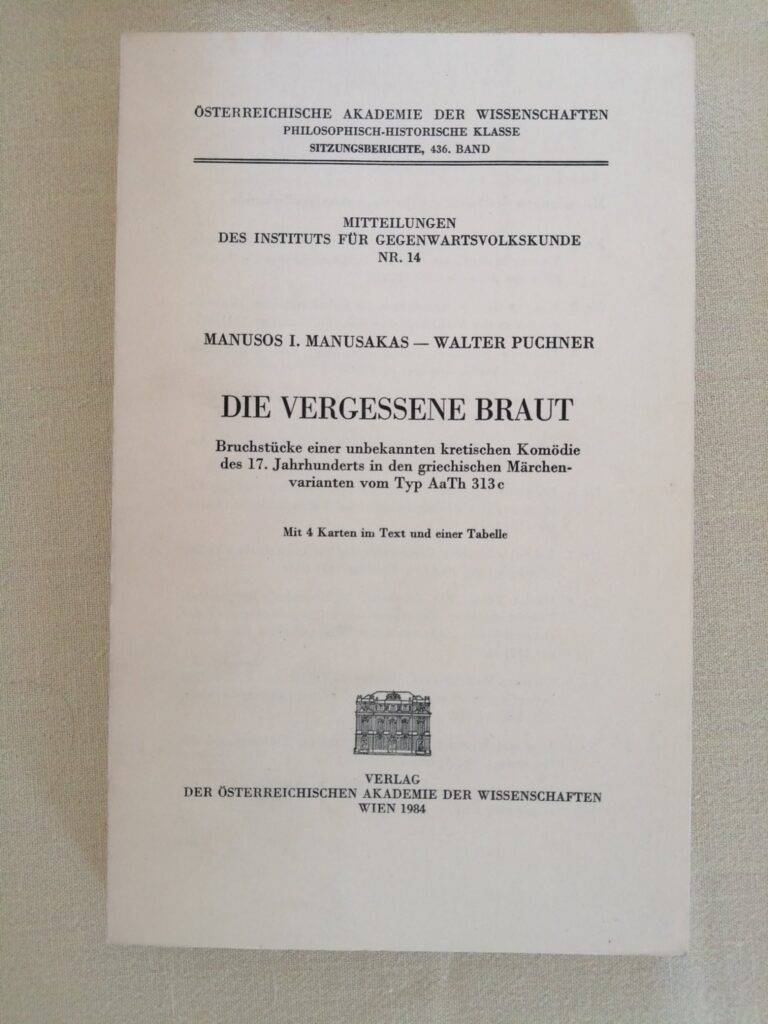 ÖSTERREICHISCHE AKADEMIE DER WISSENSCHAFTEN
PHILOSOPHISCH-HISTORISCHE KLASSE
SITZUNGSBERICHTE, 436. BAND
MITTEILUNGEN
DES INSTITUTS FÜR GEGENWARTSVOLKSKUNDE
NR. 14
MANUSOS I. MANUSAKAS — WALTER PUCHNER
DIE VERGESSENE BRAUT
Bruchstücke einer unbekannten kretischen Komödie
des 17. Jahrhunderts in den griechischen Märchen-
varianten vom Typ AaTh 313 c
Mit 4 Karten im Text und einer Tabelle
VERLAG
DER ÖSTERREICHISCHEN AKADEMIE DER WISSENSCHAFTEN
WIEN 1984